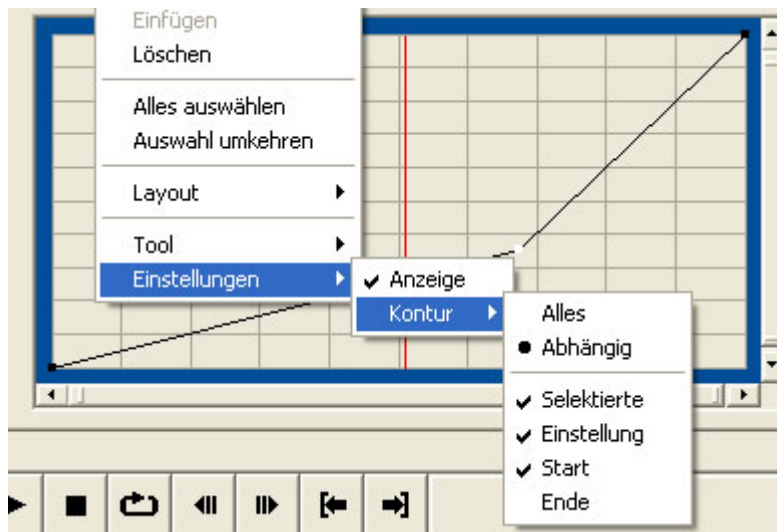 Einfügen
Löschen
Alles auswählen
Auswahl umkehren
Layout
Tool
Einstellungen
Anzeige
Kontur
Alles
Abhängig
Selektierte
Einstellung
Start
Ende